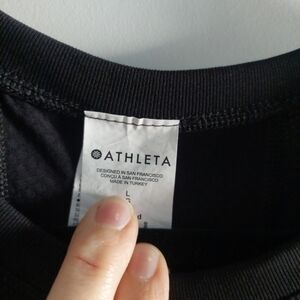 ATHLETA
DESIGNED IN SAN FRANCISCO
CONÇU À SAN FRANCISCO
MADE IN TURKEY
L